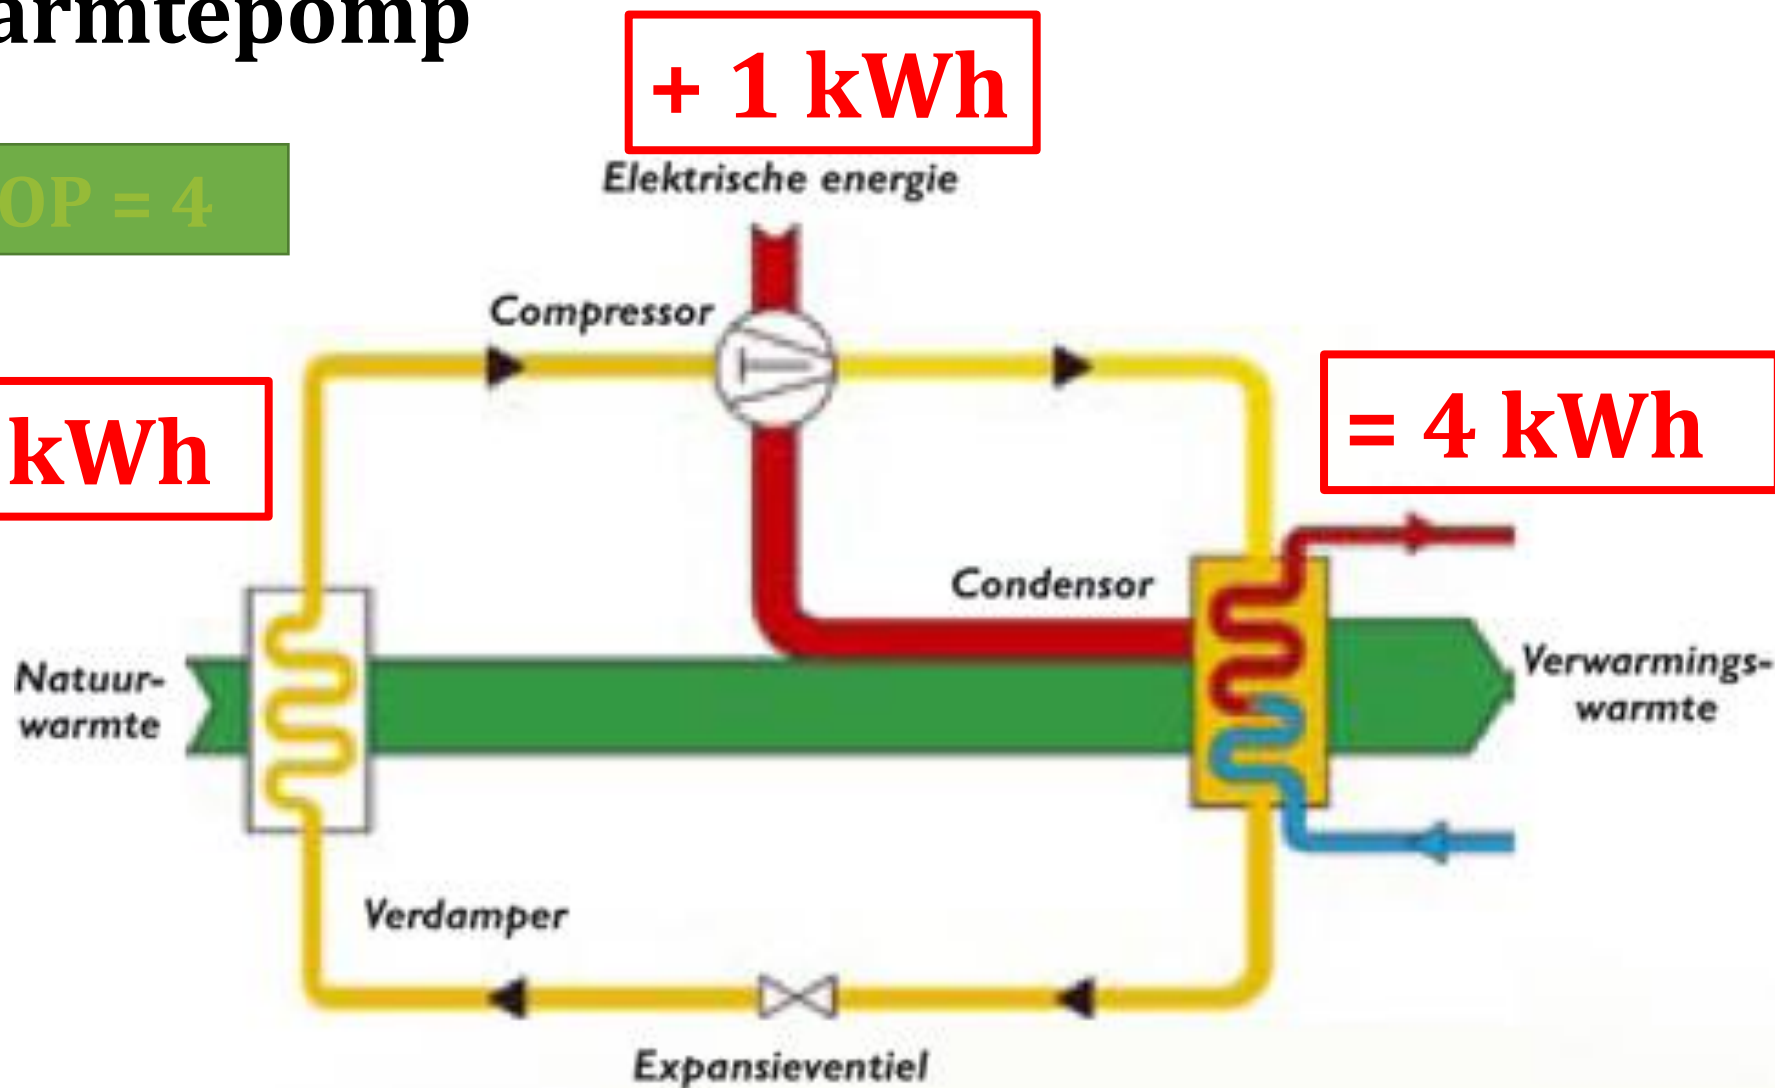 armtepomp
+ 1 kWh
Elektrische energie
OP = 4
Compressor
kWh
= 4 kWh
Condensor
Natuur-
warmte
Verwarmings-
warmte
Verdamper
Expansieventiel